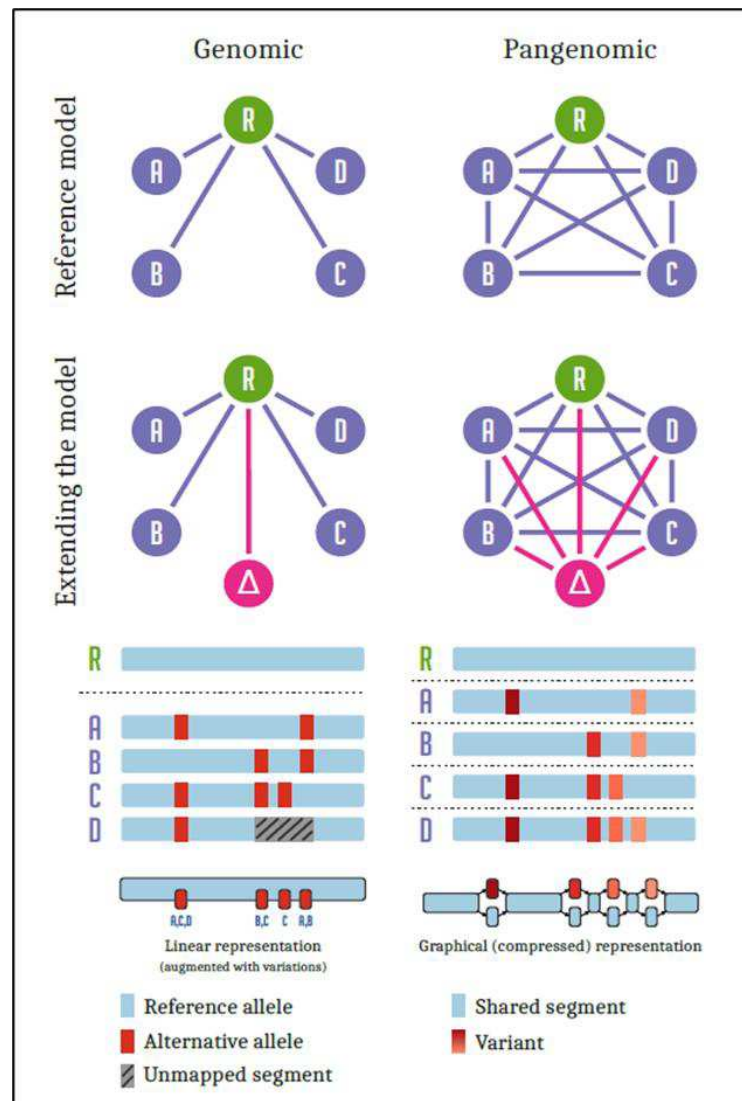 Genomic Pangenomic
Reference model
R R
A D A D
B C B C
Extending the model
R R
A D A D
B C B C
Δ Δ
R R
A A
B B
C C
D D
A,C,D B,C C A,B
Linear representation Graphical (compressed) representation
(augmented with variations)
Reference allele Shared segment
Alternative allele Variant
Unmapped segment